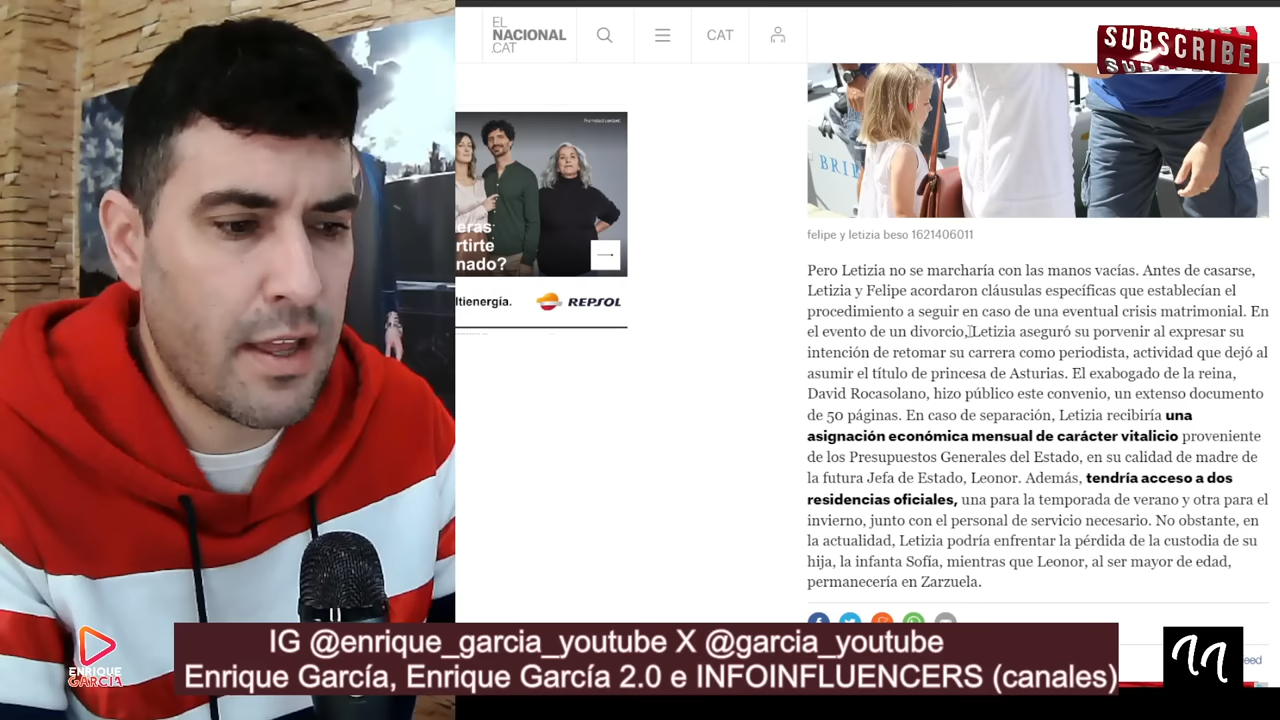 EL
NACIONAL
.CAT
CAT
SUBSCRIBE
BRI
felipe y letizia beso 1621406011
eras
rtirte
nado?
ltienergía.
REPSOL
Pero Letizia no se marcharía con las manos vacías. Antes de casarse,
Letizia y Felipe acordaron cláusulas específicas que establecían el
procedimiento a seguir en caso de una eventual crisis matrimonial. En
el evento de un divorcio, Letizia aseguró su porvenir al expresar su
intención de retomar su carrera como periodista, actividad que dejó al
asumir el título de princesa de Asturias. El exabogado de la reina,
David Rocasolano, hizo público este convenio, un extenso documento
de 50 páginas. En caso de separación, Letizia recibiría una
asignación económica mensual de carácter vitalicio proveniente
de los Presupuestos Generales del Estado, en su calidad de madre de
la futura Jefa de Estado, Leonor. Además, tendría acceso a dos
residencias oficiales, una para la temporada de verano y otra para el
invierno, junto con el personal de servicio necesario. No obstante, en
la actualidad, Letizia podría enfrentar la pérdida de la custodia de su
hija, la infanta Sofía, mientras que Leonor, al ser mayor de edad,
permanecería en Zarzuela.
IG @enrique_garcia_youtube X @garcia_youtube
Enrique García, Enrique García 2.0 e INFOINFLUENCERS (canales)
ENRIQUE
GARCÍA
eed